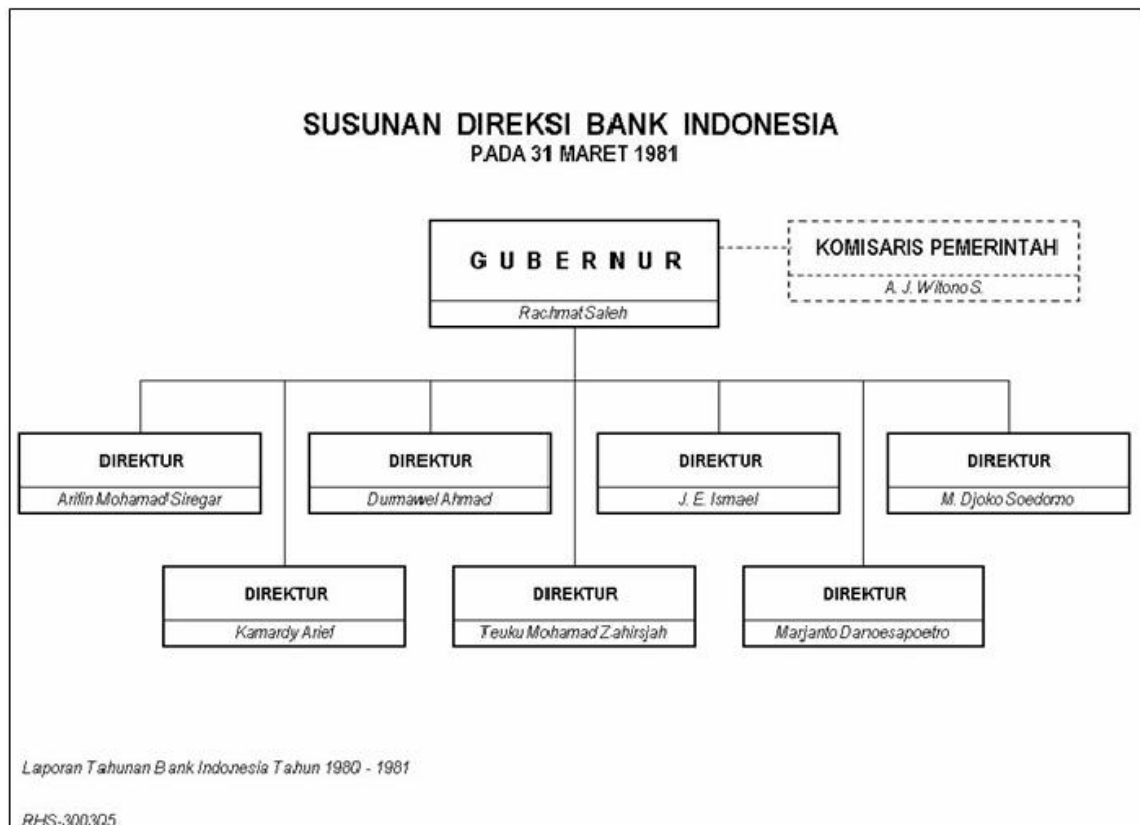 SUSUNAN DIREKSI BANK INDONESIA
PADA 31 MARET 1981
GUBERNUR
Rachmat Saleh
KOMISARIS PEMERINTAH
A. J. Witono S.
DIREKTUR
Arifin Mohamad Siregar
DIREKTUR
Durmawel Ahmad
DIREKTUR
J. E. Ismael
DIREKTUR
M. Djoko Soedomo
DIREKTUR
Kamardy Arief
DIREKTUR
Teuku Mohamad Zahirsjah
DIREKTUR
Marjanto Danoesapoetro
Laporan Tahunan Bank Indonesia Tahun 1980 - 1981
RHS-300305